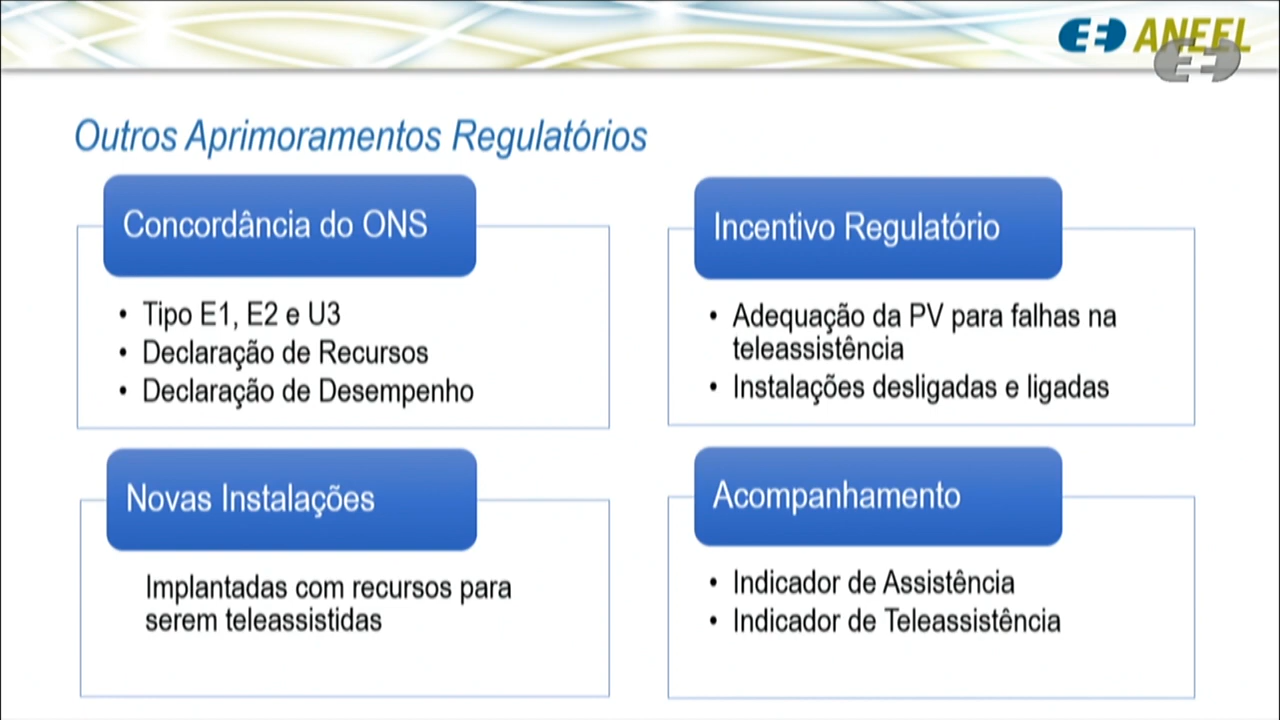 ANEEL
Outros Aprimoramentos Regulatórios
Concordância do ONS
• Tipo E1, E2 e U3
• Declaração de Recursos
• Declaração de Desempenho
Incentivo Regulatório
• Adequação da PV para falhas na
teleassistência
• Instalações desligadas e ligadas
Novas Instalações
Implantadas com recursos para
serem teleassistidas
Acompanhamento
• Indicador de Assistência
• Indicador de Teleassistência